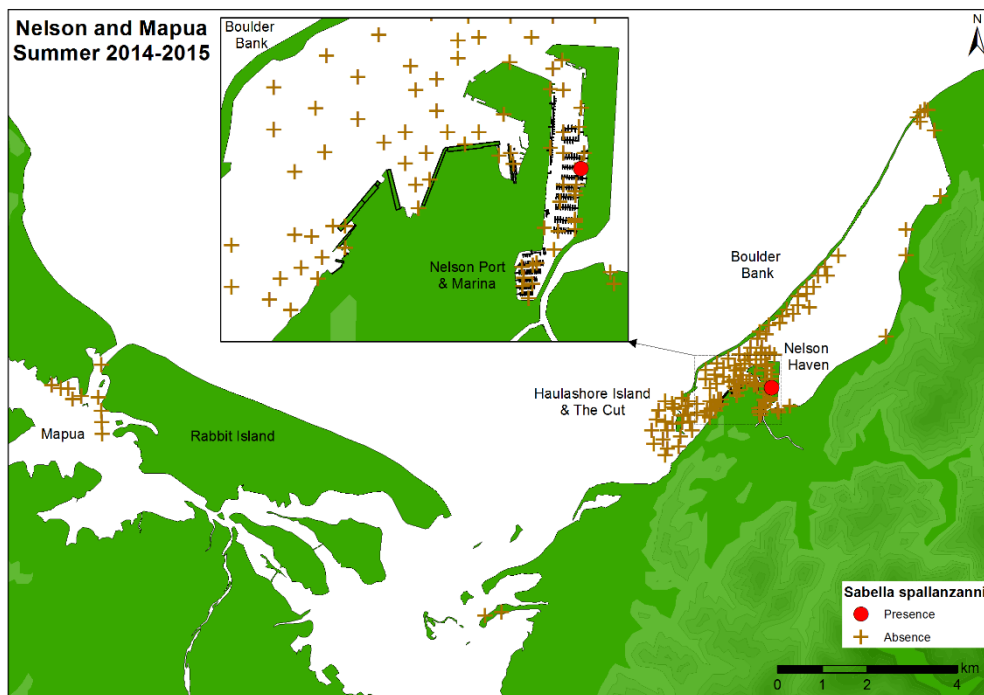 Nelson and Mapua
Summer 2014-2015
Boulder
Bank
N
Nelson Port
& Marina
Boulder
Bank
Nelson
Haven
Haulashore Island
& The Cut
Mapua
Rabbit Island
Sabella spallanzanni
Presence
Absence
km
0 1 2 4